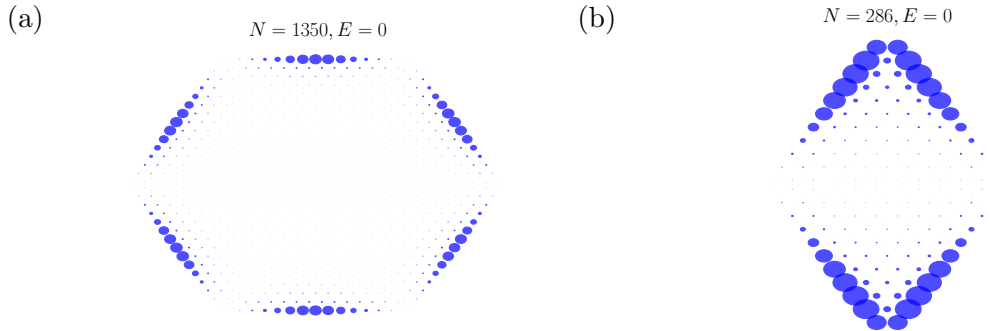 (a)
N = 1350, E = 0
(b)
N = 286, E = 0